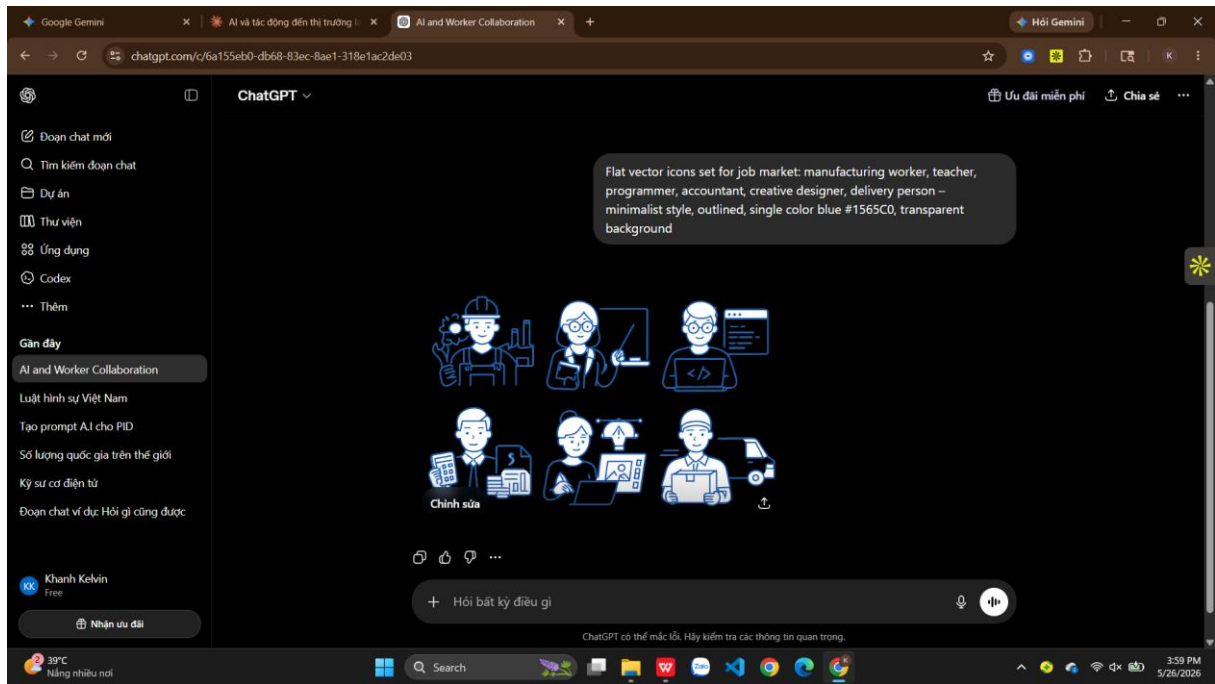 Google Gemini
AI và tác động đến thị trường l
AI and Worker Collaboration
Hỏi Gemini
chatgpt.com/c/6a155eb0-db68-83ec-8ae1-318e1ac2de03
K
ChatGPT
Ưu đãi miễn phí
Chia sẻ
Đoạn chat mới
Tìm kiếm đoạn chat
Dự án
Thư viện
Ứng dụng
Codex
Thêm
Gần đây
AI and Worker Collaboration
Luật hình sự Việt Nam
Tạo prompt A.I cho PID
Số lượng quốc gia trên thế giới
Kỹ sư cơ điện tử
Đoạn chat ví dụ: Hỏi gì cũng được
KK
Khanh Kelvin
Free
Nhận ưu đãi
Flat vector icons set for job market: manufacturing worker, teacher,
programmer, accountant, creative designer, delivery person –
minimalist style, outlined, single color blue #1565C0, transparent
background
</>
$
Chỉnh sửa
Hỏi bất kỳ điều gì
ChatGPT có thể mắc lỗi. Hãy kiểm tra các thông tin quan trọng.
2
39°C
Nắng nhiều nơi
Search
W
Zalo
3:59 PM
5/26/2026